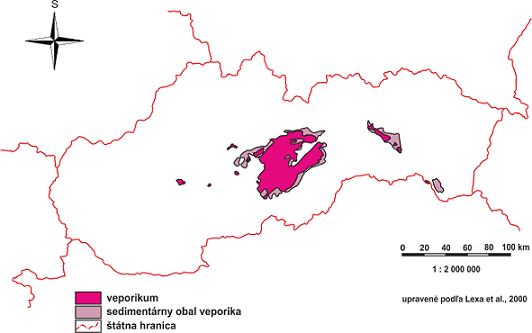 S
0 20 40 60 80 100 km
1 : 2 000 000
upravené podľa Lexa et al., 2000
veporikum
sedimentárny obal veporika
štátna hranica